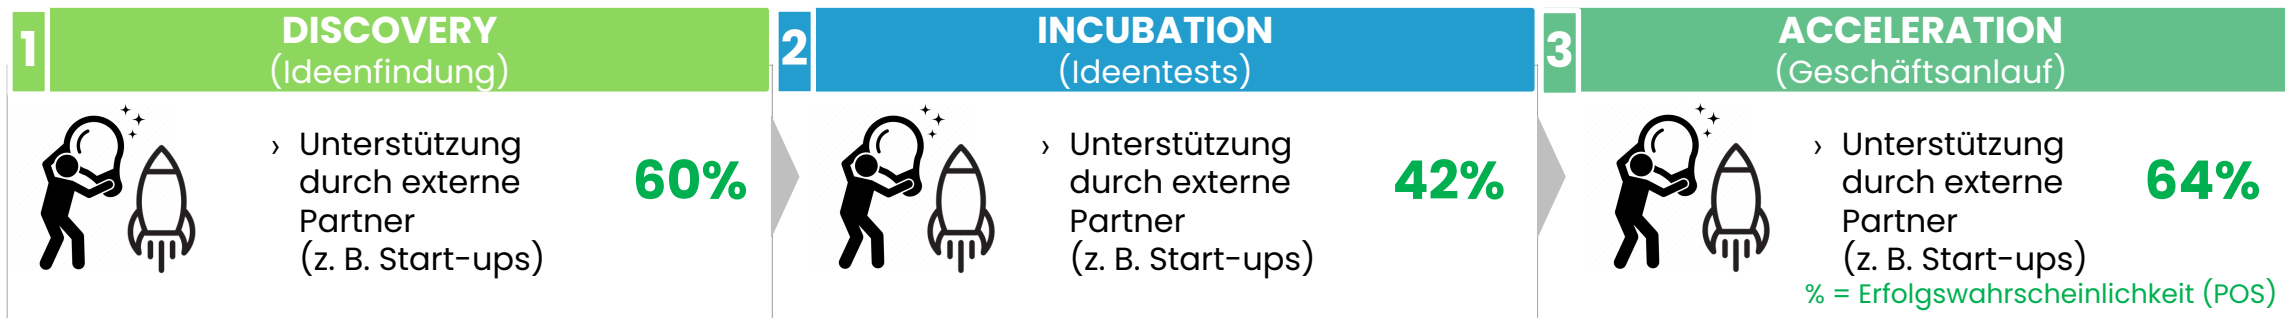 1
DISCOVERY
(Ideenfindung)
› Unterstützung
durch externe
Partner
(z. B. Start-ups)
60%
2
INCUBATION
(Ideentests)
› Unterstützung
durch externe
Partner
(z. B. Start-ups)
42%
3
ACCELERATION
(Geschäftsanlauf)
› Unterstützung
durch externe
Partner
(z. B. Start-ups)
64%
% = Erfolgswahrscheinlichkeit (POS)